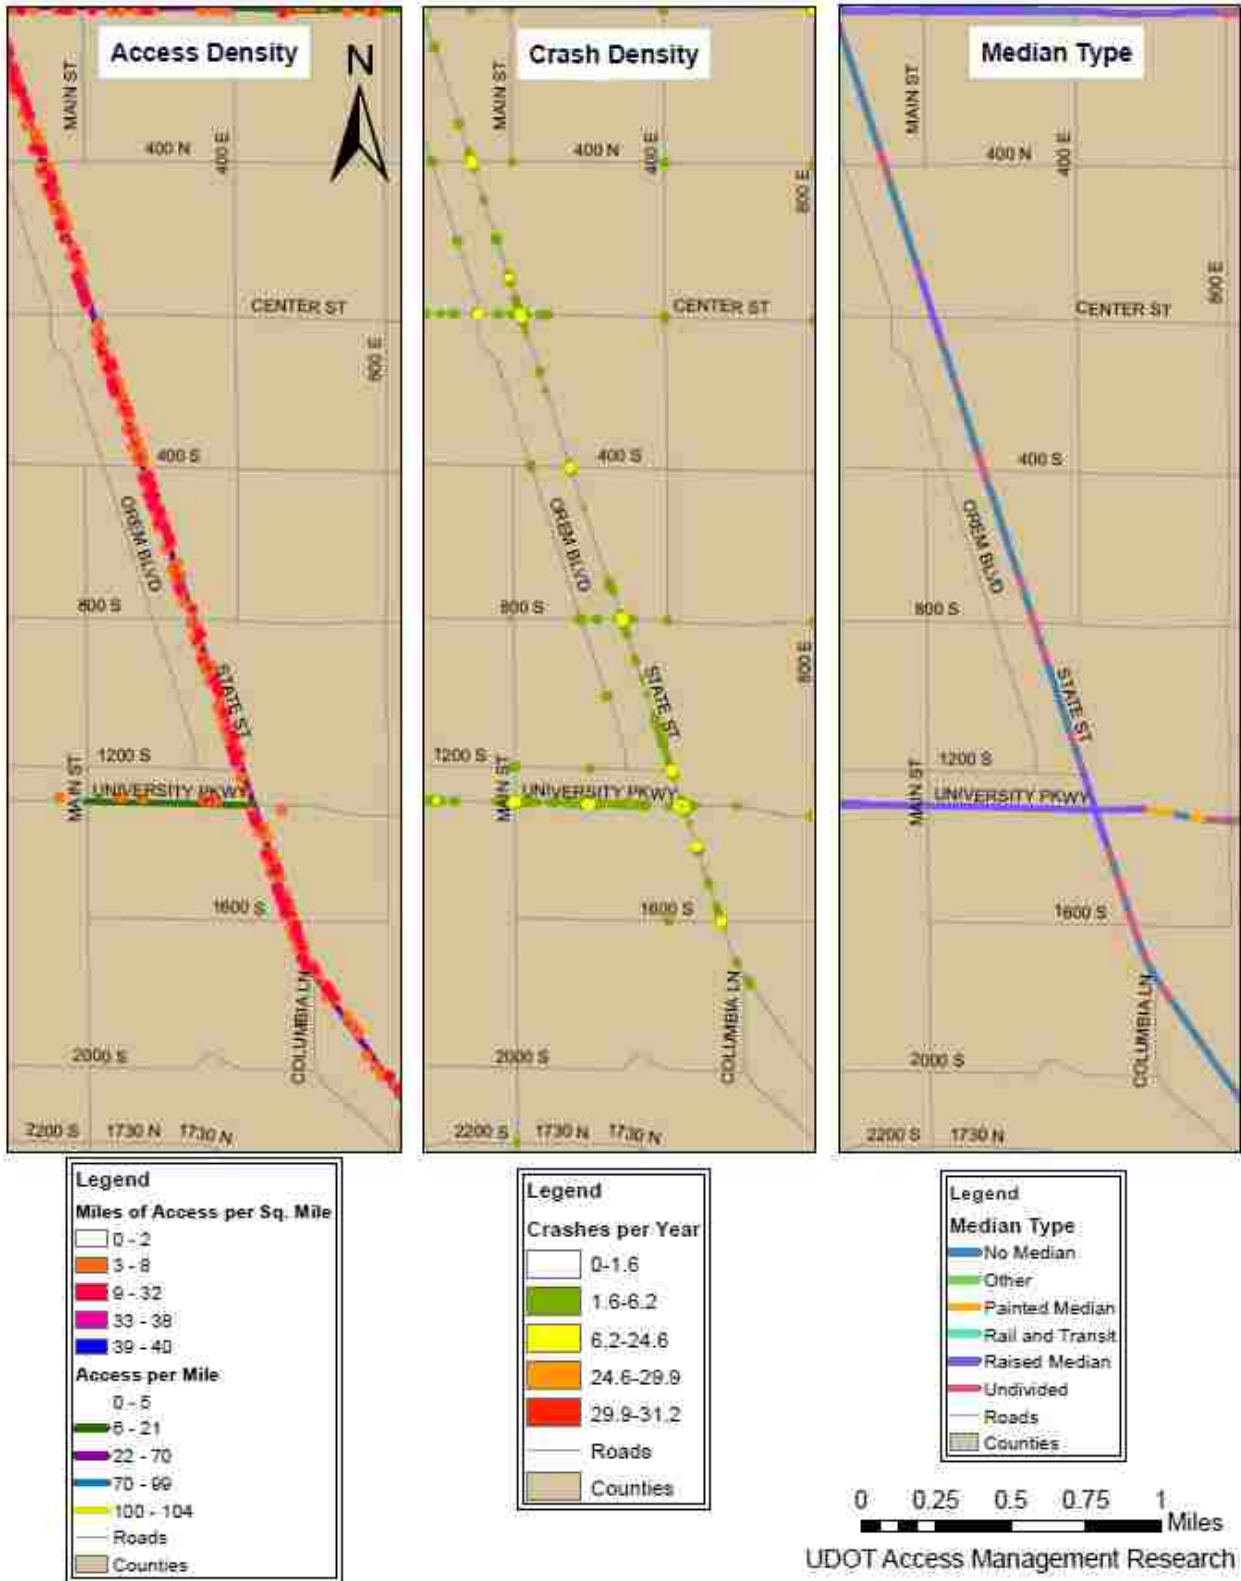 Access Density
N
MAIN ST
400 N
400 E
CENTER ST
600 E
400 S
OREM BLVD
800 S
STATE ST
1200 S
MAIN ST
UNIVERSITY PKWY
1600 S
COLUMBIA LN
2000 S
2200 S 1730 N 1730 N
Legend
Miles of Access per Sq. Mile
0 - 2
3 - 8
9 - 32
33 - 38
39 - 40
Access per Mile
0 - 5
6 - 21
22 - 70
70 - 99
100 - 104
Roads
Counties
Crash Density
MAIN ST
400 N
400 E
800 E
CENTER ST
400 S
OREM BLVD
800 S
800 E
STATE ST
1200 S
MAIN ST
UNIVERSITY PKWY
1600 S
COLUMBIA LN
2000 S
2200 S 1730 N 1730 N
Legend
Crashes per Year
0-1.6
1.6-6.2
6.2-24.6
24.6-29.9
29.9-31.2
Roads
Counties
Median Type
MAIN ST
400 N
400 E
800 E
CENTER ST
400 S
OREM BLVD
800 S
STATE ST
1200 S
MAIN ST
UNIVERSITY PKWY
1600 S
COLUMBIA LN
2000 S
2200 S 1730 N
Legend
Median Type
No Median
Other
Painted Median
Rail and Transit
Raised Median
Undivided
Roads
Counties
0 0.25 0.5 0.75 1
Miles
UDOT Access Management Research